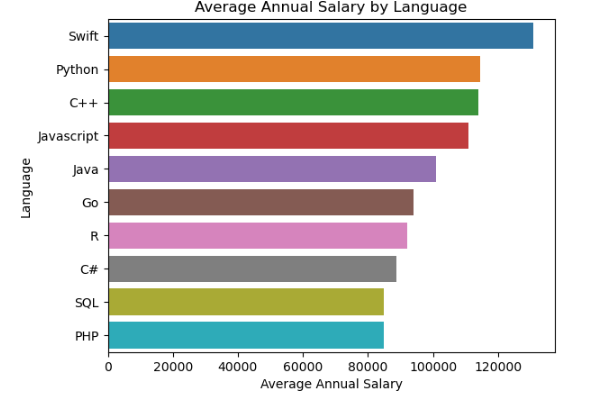 Average Annual Salary by Language
Swift
Python
C++
Javascript
Java
Go
R
C#
SQL
PHP
Language
0 20000 40000 60000 80000 100000 120000
Average Annual Salary